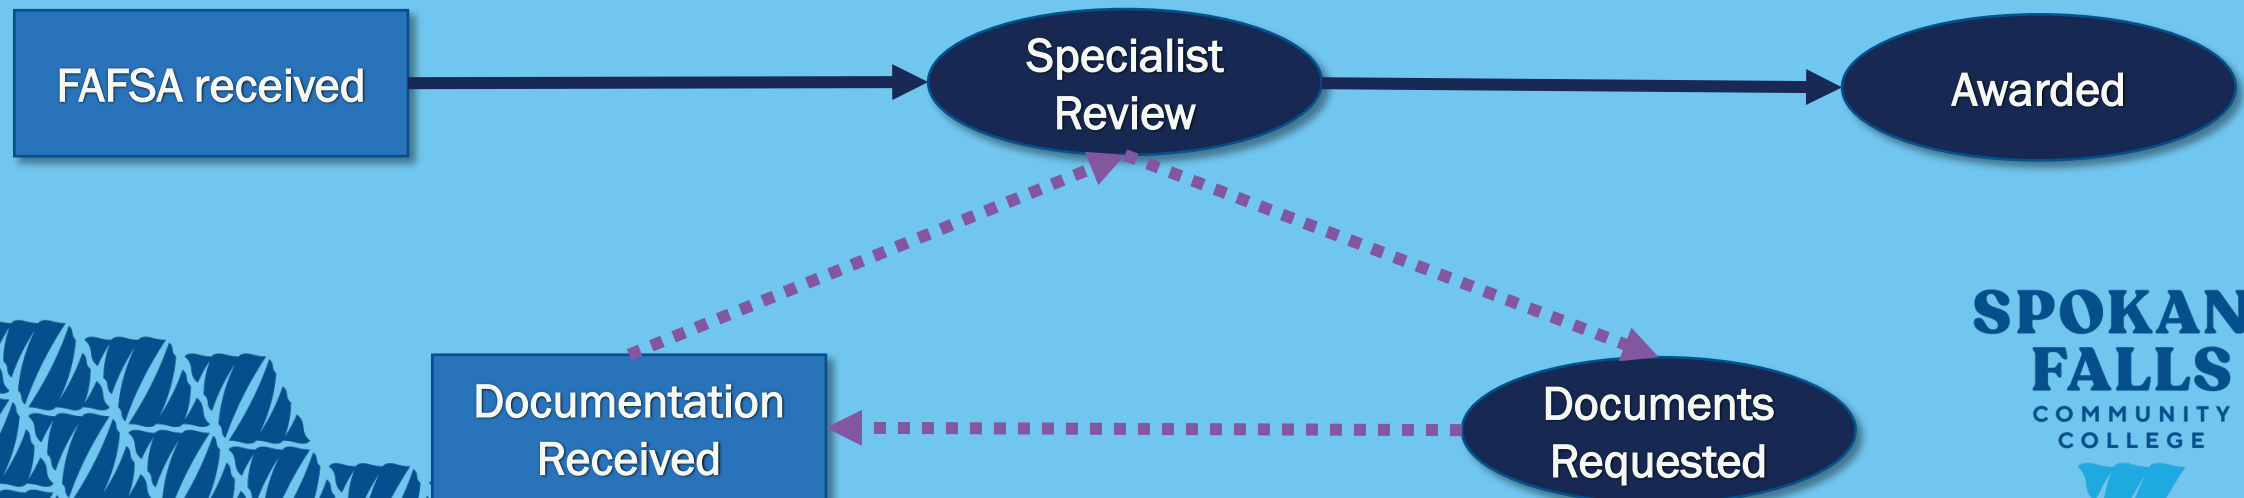 FAFSA received
Specialist
Review
Awarded
Documentation
Received
Documents
Requested
SPOKAN
FALLS
COMMUNITY
COLLEGE